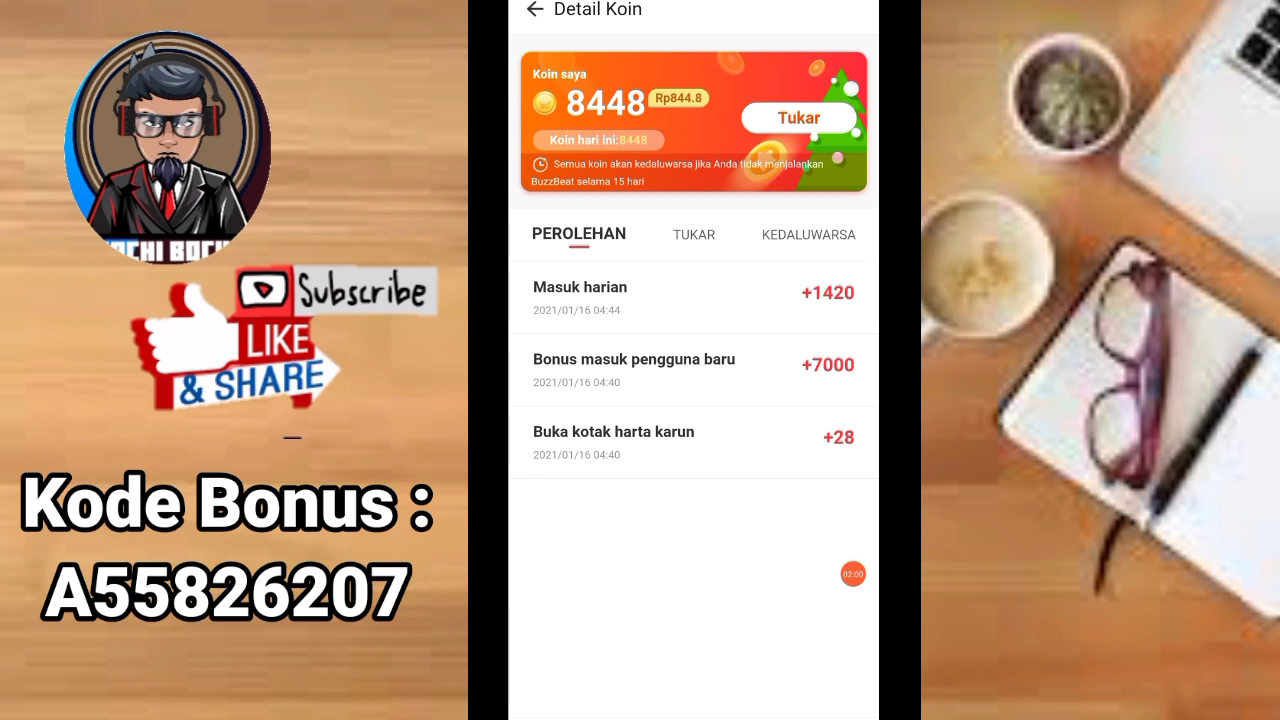 Subscribe
LIKE
& SHARE
Kode Bonus :
A55826207
Detail Koin
Koin saya
8448 Rp844.8
Tukar
Koin hari ini:8448
Semua koin akan kedaluwarsa jika Anda tidak menjalankan
BuzzBeat selama 15 hari
PEROLEHAN TUKAR KEDALUWARSA
Masuk harian +1420
2021/01/16 04:44
Bonus masuk pengguna baru +7000
2021/01/16 04:40
Buka kotak harta karun +28
2021/01/16 04:40
02:00